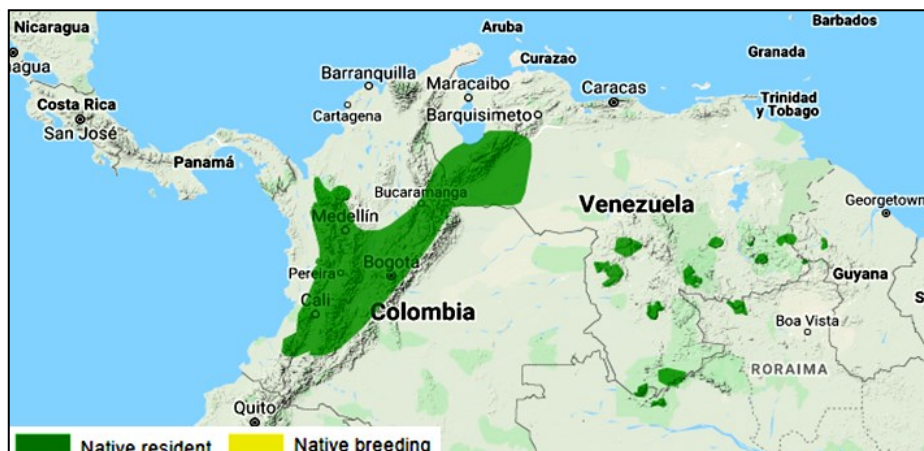 Nicaragua
Barbados
Aruba
Granada
agua
Curazao
Barranquilla
Maracaibo
Caracas
Costa Rica
Cartagena
Barquisimeto
Trinidad
y Tobago
San José
Panamá
Bucaramanga
Venezuela
Georgetown
Medellín
Pereira
Bogotá
Guyana
Cali
Colombia
S
Boa Vista
RORAIMA
Quito
Native resident
Native breeding